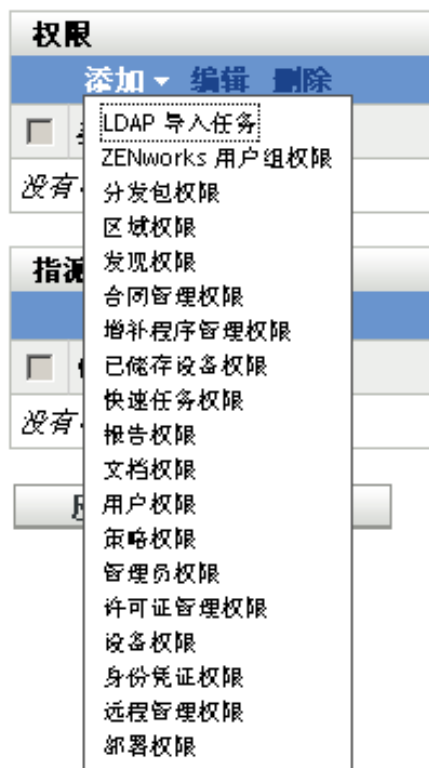 权限
添加 编辑 删除
LDAP 导入任务
ZENworks 用户组权限
没有
分发包权限
区域权限
指派
发现权限
合同管理权限
增补程序管理权限
已储存设备权限
快速任务权限
没有
报告权限
文档权限
用户权限
策略权限
管理员权限
许可证管理权限
设备权限
身份凭证权限
远程管理权限
部署权限